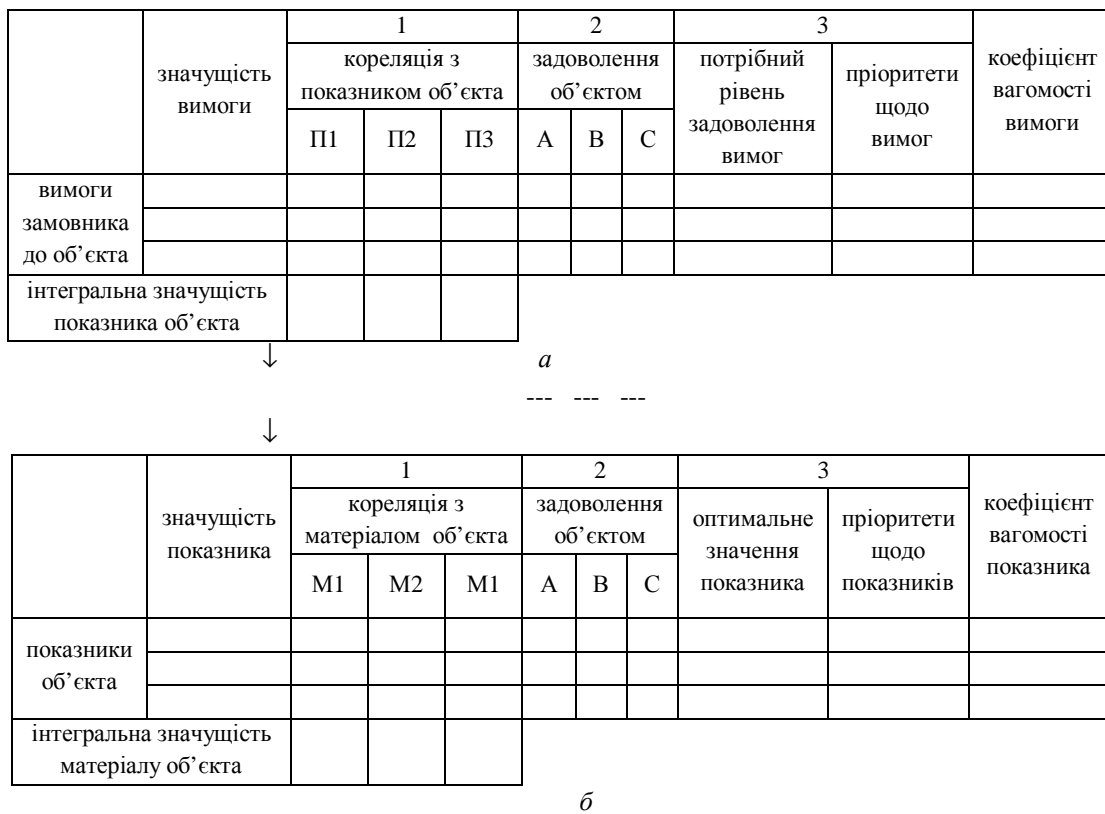 1 2 3
значущість вимоги
кореляція з показником об’єкта
задоволення об’єктом
потрібний рівень задоволення вимог
пріоритети щодо вимог
коефіцієнт вагомості вимоги
П1 П2 П3 A B C
вимоги
замовника
до об’єкта
інтегральна значущість
показника об’єкта
↓ а
--- --- ---
↓
1 2 3
значущість показника
кореляція з матеріалом об’єкта
задоволення об’єктом
оптимальне значення показника
пріоритети щодо показників
коефіцієнт вагомості показника
М1 М2 М1 A B C
показники
об’єкта
інтегральна значущість
матеріалу об’єкта
б